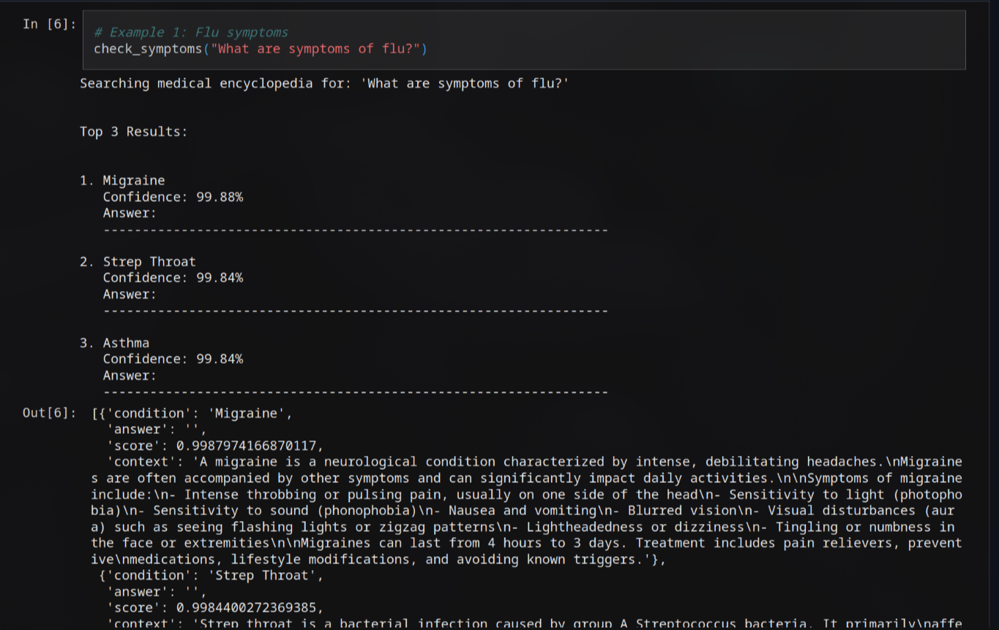 In [6]:
# Example 1: Flu symptoms
check_symptoms("What are symptoms of flu?")
Searching medical encyclopedia for: 'What are symptoms of flu?'
Top 3 Results:
1. Migraine
Confidence: 99.88%
Answer:
-----------------------------------------------------------------
2. Strep Throat
Confidence: 99.84%
Answer:
-----------------------------------------------------------------
3. Asthma
Confidence: 99.84%
Answer:
-----------------------------------------------------------------
Out[6]: [{'condition': 'Migraine',
'answer': '',
'score': 0.9987974166870117,
'context': 'A migraine is a neurological condition characterized by intense, debilitating headaches.\nMigraine
s are often accompanied by other symptoms and can significantly impact daily activities.\n\nSymptoms of migraine
include:\n- Intense throbbing or pulsing pain, usually on one side of the head\n- Sensitivity to light (photopho
bia)\n- Sensitivity to sound (phonophobia)\n- Nausea and vomiting\n- Blurred vision\n- Visual disturbances (aur
a) such as seeing flashing lights or zigzag patterns\n- Lightheadedness or dizziness\n- Tingling or numbness in
the face or extremities\n\nMigraines can last from 4 hours to 3 days. Treatment includes pain relievers, prevent
ive\nmedications, lifestyle modifications, and avoiding known triggers.'},
{'condition': 'Strep Throat',
'answer': '',
'score': 0.9984400272369385,
'context': 'Strep throat is a bacterial infection caused by group A Streptococcus bacteria. It primarily\naffe